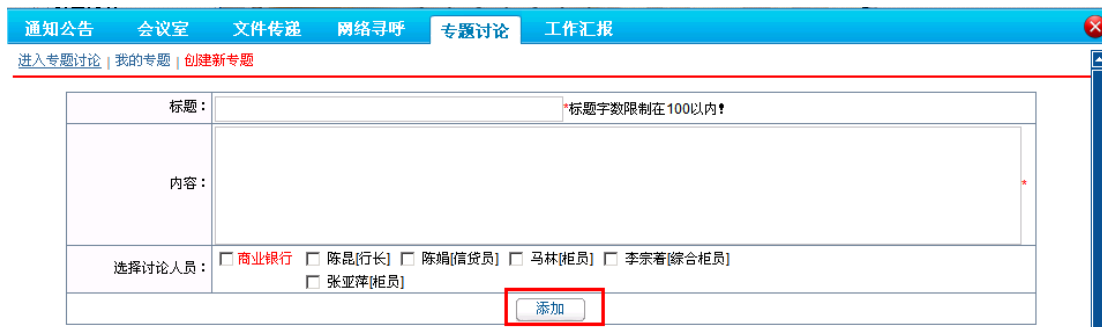 通知公告 会议室 文件传递 网络寻呼 专题讨论 工作汇报
进入专题讨论 | 我的专题 | 创建新专题
标题： *标题字数限制在100以内！
内容： *
选择讨论人员： 商业银行 陈昆[行长] 陈娟[信贷员] 马林[柜员] 李宗着[综合柜员]
张亚萍[柜员]
添加